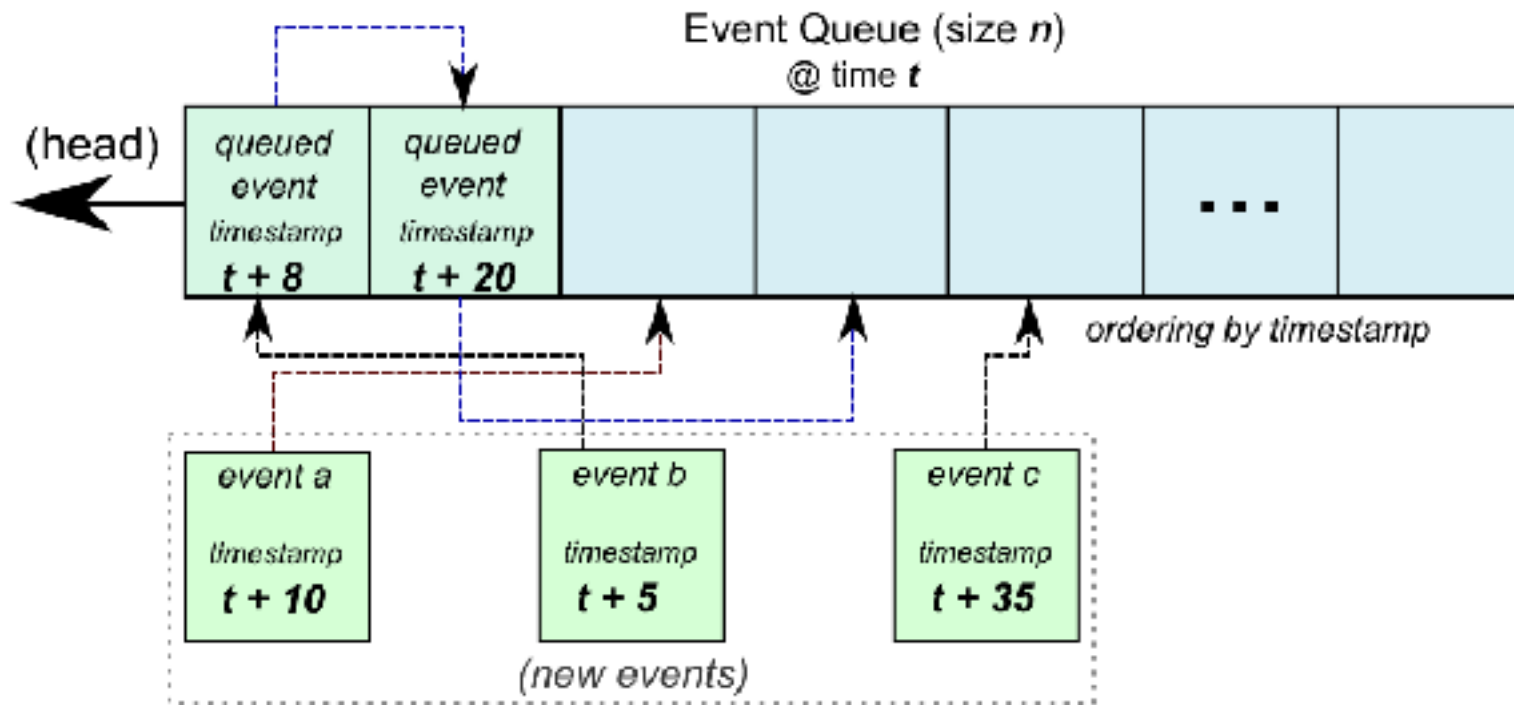 Event Queue (size n)
@ time t
(head)
queued
event
timestamp
t + 8
queued
event
timestamp
t + 20
...
ordering by timestamp
event a
timestamp
t + 10
event b
timestamp
t + 5
event c
timestamp
t + 35
(new events)